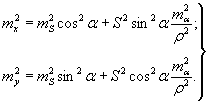 m_x^2 = m_S^2 cos^2 α + S^2 sin^2 α m_α^2/ρ^2;
m_y^2 = m_S^2 sin^2 α + S^2 cos^2 α m_α^2/ρ^2. }